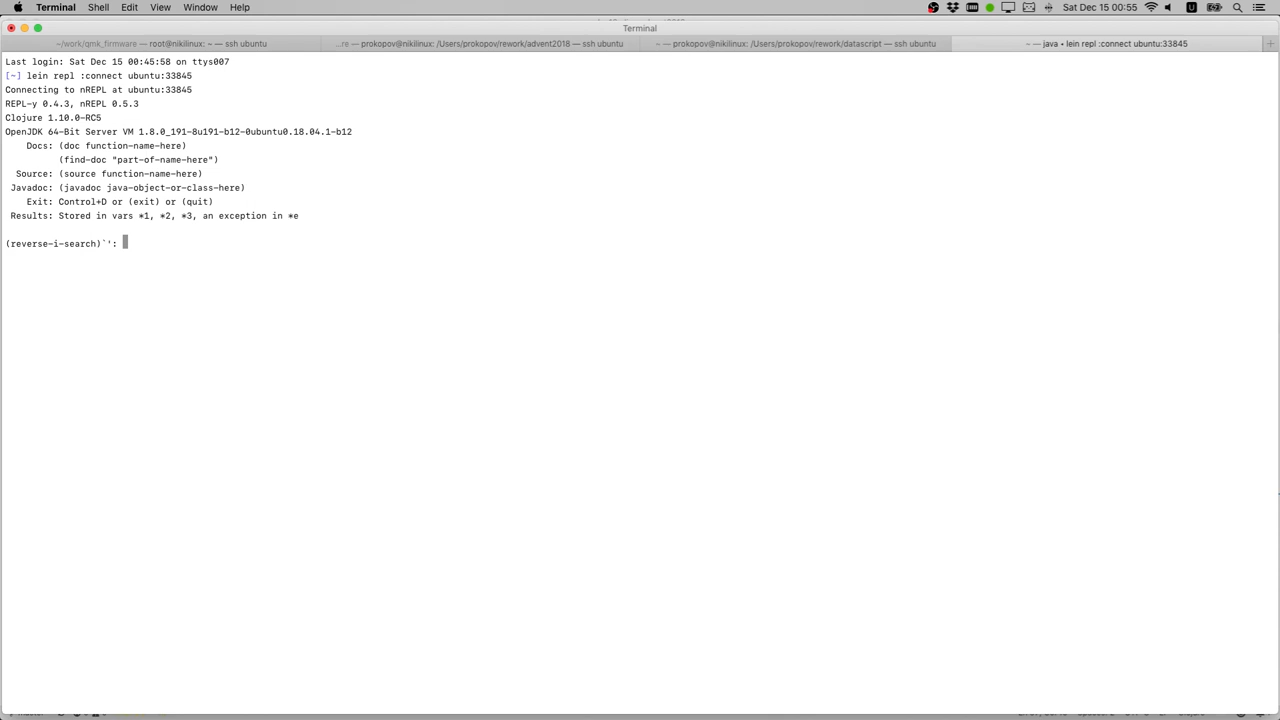 Terminal Shell Edit View Window Help Sat Dec 15 00:55
Terminal
~/work/qmk_firmware — root@nikilinux: ~ — ssh ubuntu
...re — prokopov@nikilinux: /Users/prokopov/rework/advent2018 — ssh ubuntu
~ — prokopov@nikilinux: /Users/prokopov/rework/datascript — ssh ubuntu
~ — java • lein repl :connect ubuntu:33845
Last login: Sat Dec 15 00:45:58 on ttys007
[~] lein repl :connect ubuntu:33845
Connecting to nREPL at ubuntu:33845
REPL-y 0.4.3, nREPL 0.5.3
Clojure 1.10.0-RC5
OpenJDK 64-Bit Server VM 1.8.0_191-8u191-b12-0ubuntu0.18.04.1-b12
Docs: (doc function-name-here)
(find-doc "part-of-name-here")
Source: (source function-name-here)
Javadoc: (javadoc java-object-or-class-here)
Exit: Control+D or (exit) or (quit)
Results: Stored in vars *1, *2, *3, an exception in *e
(reverse-i-search)`':